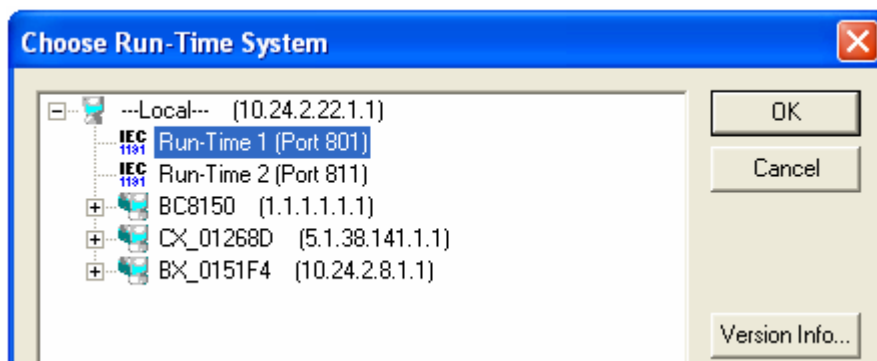 Choose Run-Time System
---Local--- (10.24.2.22.1.1)
IEC 1131 Run-Time 1 (Port 801)
IEC 1131 Run-Time 2 (Port 811)
BC8150 (1.1.1.1.1.1)
CX_01268D (5.1.38.141.1.1)
BX_0151F4 (10.24.2.8.1.1)
OK
Cancel
Version Info...